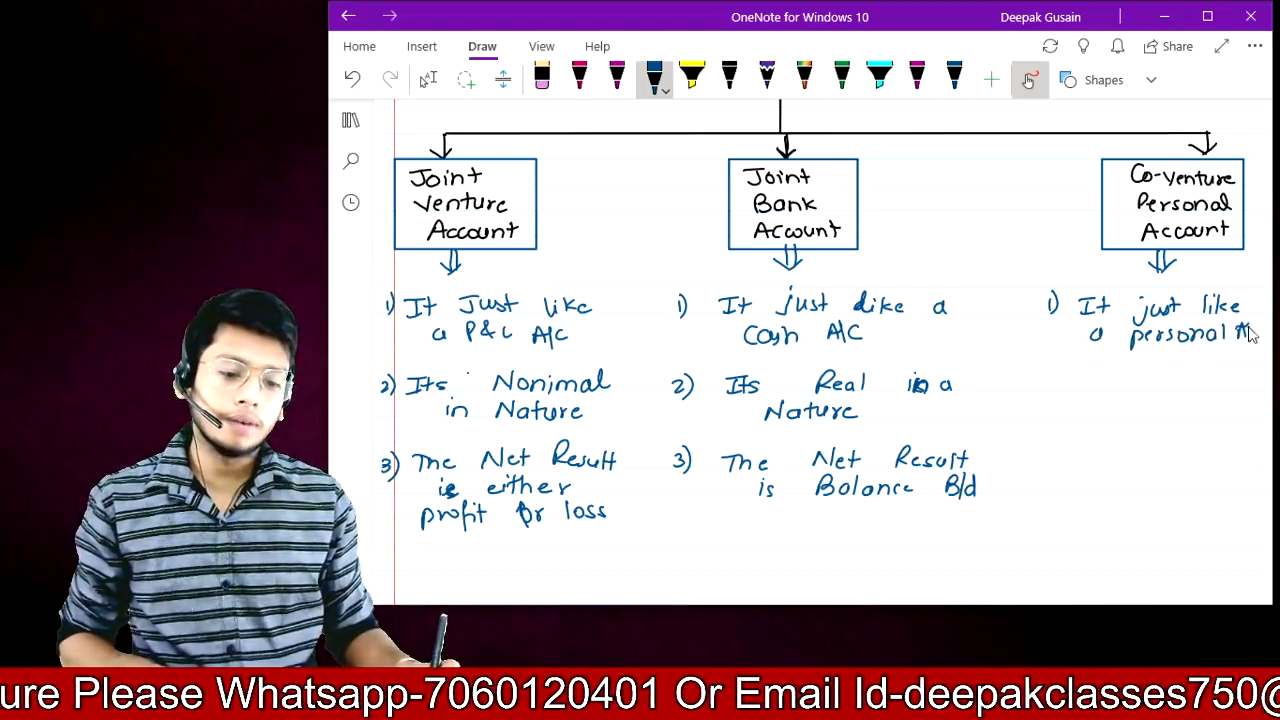 OneNote for Windows 10
Deepak Gusain
Home
Insert
Draw
View
Help
Share
Shapes
Joint
Venture
Account
Joint
Bank
Account
Co-venture
Personal
Account
1) It Just like
a P&L A/c
2) Its Nonimal
in Nature
3) The Net Result
is either
profit Or loss
1) It just like a
Cash A/C
2) Its Real is a
Nature
3) The Net Result
is Balance B/d
1) It just like
a personal A
ure Please Whatsapp-7060120401 Or Email Id-deepakclasses750@